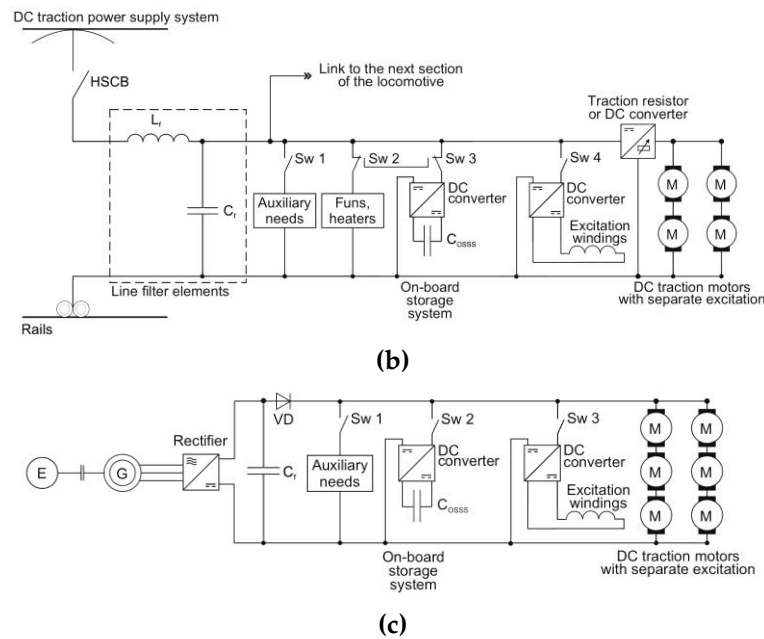 DC traction power supply system
HSCB
Link to the next section
of the locomotive
Traction resistor
or DC converter
Lf
Sw 1
Sw 2
Sw 3
Sw 4
Cf
Auxiliary
needs
Funs,
heaters
DC
converter
Cosss
DC
converter
Excitation
windings
M
M
M
M
Line filter elements
On-board
storage
system
DC traction motors
with separate excitation
Rails
(b)
VD
Sw 1
Sw 2
Sw 3
Rectifier
E
G
Cf
Auxiliary
needs
DC
converter
Cosss
DC
converter
Excitation
windings
M
M
M
M
M
M
On-board
storage
system
DC traction motors
with separate excitation
(c)